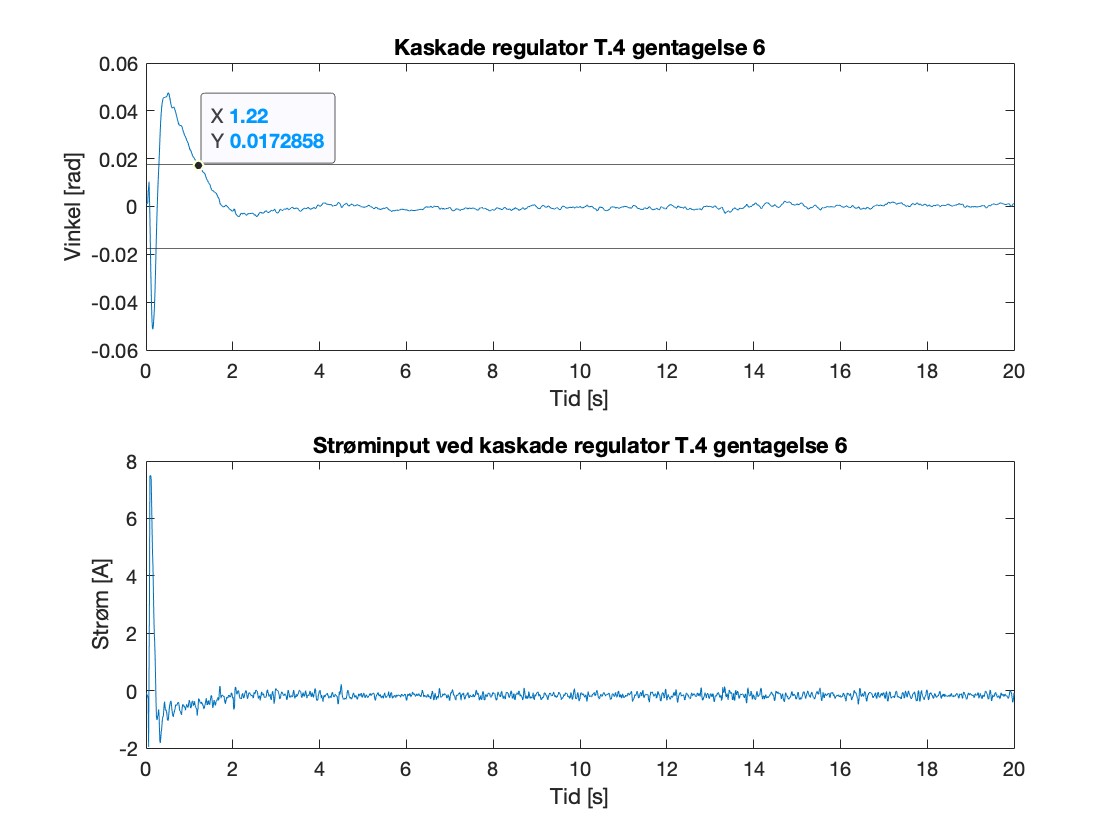 Kaskade regulator T.4 gentagelse 6
0.06
0.04
0.02
0
-0.02
-0.04
-0.06
Vinkel [rad]
X 1.22
Y 0.0172858
0 2 4 6 8 10 12 14 16 18 20
Tid [s]
Strøminput ved kaskade regulator T.4 gentagelse 6
8
6
4
2
0
-2
Strøm [A]
0 2 4 6 8 10 12 14 16 18 20
Tid [s]